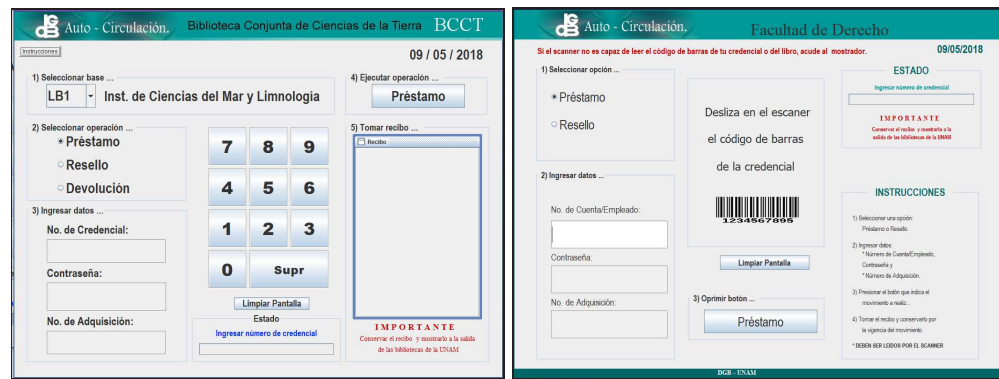 Auto - Circulación.
Biblioteca Conjunta de Ciencias de la Tierra BCCT
Instrucciones
09 / 05 / 2018
1) Seleccionar base ...
LB1 Inst. de Ciencias del Mar y Limnología
4) Ejecutar operación ...
Préstamo
2) Seleccionar operación ...
Préstamo
Resello
Devolución
7 8 9
4 5 6
1 2 3
0 Supr
Limpiar Pantalla
Estado
Ingresar número de credencial
3) Ingresar datos ...
No. de Credencial:
Contraseña:
No. de Adquisición:
5) Tomar recibo ...
Recibo
IMPORTANTE
Conservar el recibo y mostrarlo a la salida
de las bibliotecas de la UNAM
Auto - Circulación.
Facultad de Derecho
Si el scanner no es capaz de leer el código de barras de tu credencial o del libro, acude al mostrador.
09/05/2018
1) Seleccionar opción ...
Préstamo
Resello
2) Ingresar datos ...
No. de Cuenta/Empleado:
Contraseña:
No. de Adquisición:
Desliza en el escaner
el código de barras
de la credencial
1234567895
Limpiar Pantalla
3) Oprimir botón ...
Préstamo
ESTADO
Ingresar número de credencial
IMPORTANTE
Conservar el recibo y mostrarlo a la
salida de las bibliotecas de la UNAM
INSTRUCCIONES
1) Seleccionar una opción:
Préstamo o Resello.
2) Ingresar datos:
* Número de Cuenta/Empleado,
Contraseña y
* Número de Adquisición.
3) Presionar el botón que indica el
movimiento a realiz...
4) Tomar el recibo y conservarlo por
la vigencia del movimiento.
* DEBEN SER LEIDOS POR EL SCANNER
DGB - UNAM